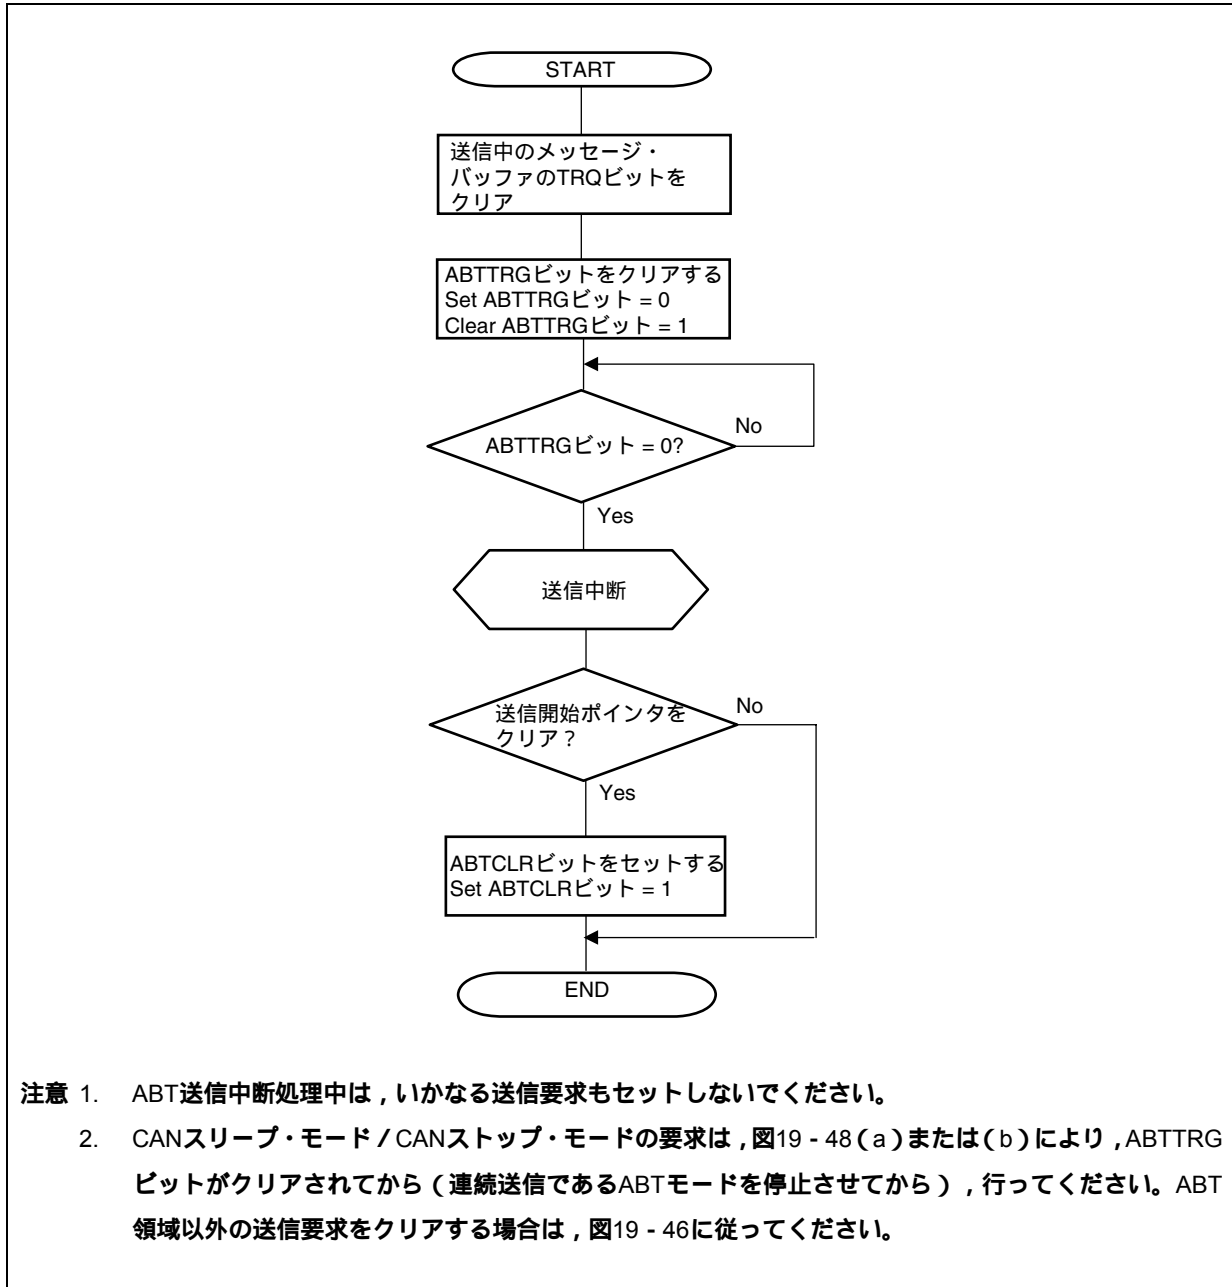 START
送信中のメッセージ・
バッファのTRQビットを
クリア
ABTTRGビットをクリアする
Set ABTTRGビット = 0
Clear ABTTRGビット = 1
ABTTRGビット = 0?
No
Yes
送信中断
送信開始ポインタを
クリア？
No
Yes
ABTCLRビットをセットする
Set ABTCLRビット = 1
END
注意 1. ABT送信中断処理中は，いかなる送信要求もセットしないでください。
2. CANスリープ・モード／CANストップ・モードの要求は，図19－48（a）または（b）により，ABTTRG
ビットがクリアされてから（連続送信であるABTモードを停止させてから），行ってください。ABT
領域以外の送信要求をクリアする場合は，図19－46に従ってください。